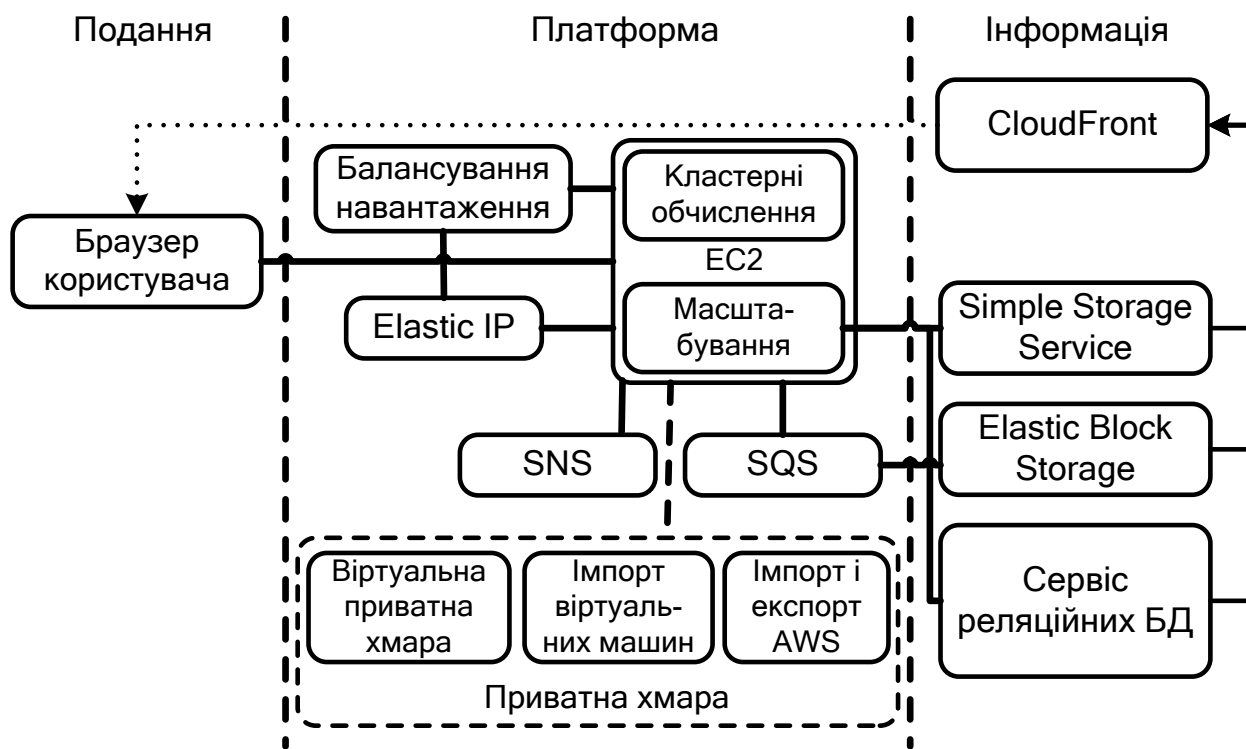 Подання
Платформа
Інформація
CloudFront
Балансування
навантаження
Кластерні
обчислення
EC2
Браузер
користувача
Elastic IP
Масшта-
бування
Simple Storage
Service
SNS
SQS
Elastic Block
Storage
Віртуальна
приватна
хмара
Імпорт
віртуаль-
них машин
Імпорт і
експорт
AWS
Сервіс
реляційних БД
Приватна хмара